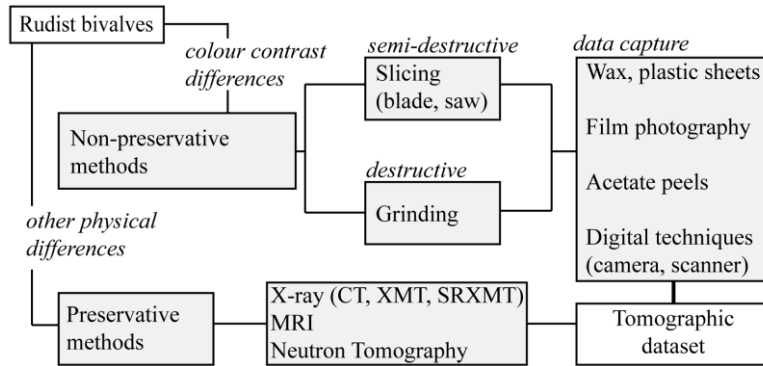 Rudist bivalves
colour contrast
differences
Non-preservative
methods
semi-destructive
Slicing
(blade, saw)
destructive
Grinding
data capture
Wax, plastic sheets
Film photography
Acetate peels
Digital techniques
(camera, scanner)
other physical
differences
Preservative
methods
X-ray (CT, XMT, SRXMT)
MRI
Neutron Tomography
Tomographic
dataset